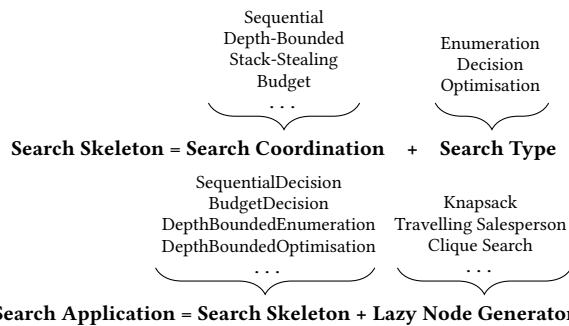 Sequential
Depth-Bounded
Stack-Stealing
Budget
. . .
Enumeration
Decision
Optimisation
Search Skeleton = Search Coordination + Search Type
SequentialDecision
BudgetDecision
DepthBoundedEnumeration
DepthBoundedOptimisation
. . .
Knapsack
Travelling Salesperson
Clique Search
. . .
Search Application = Search Skeleton + Lazy Node Generator